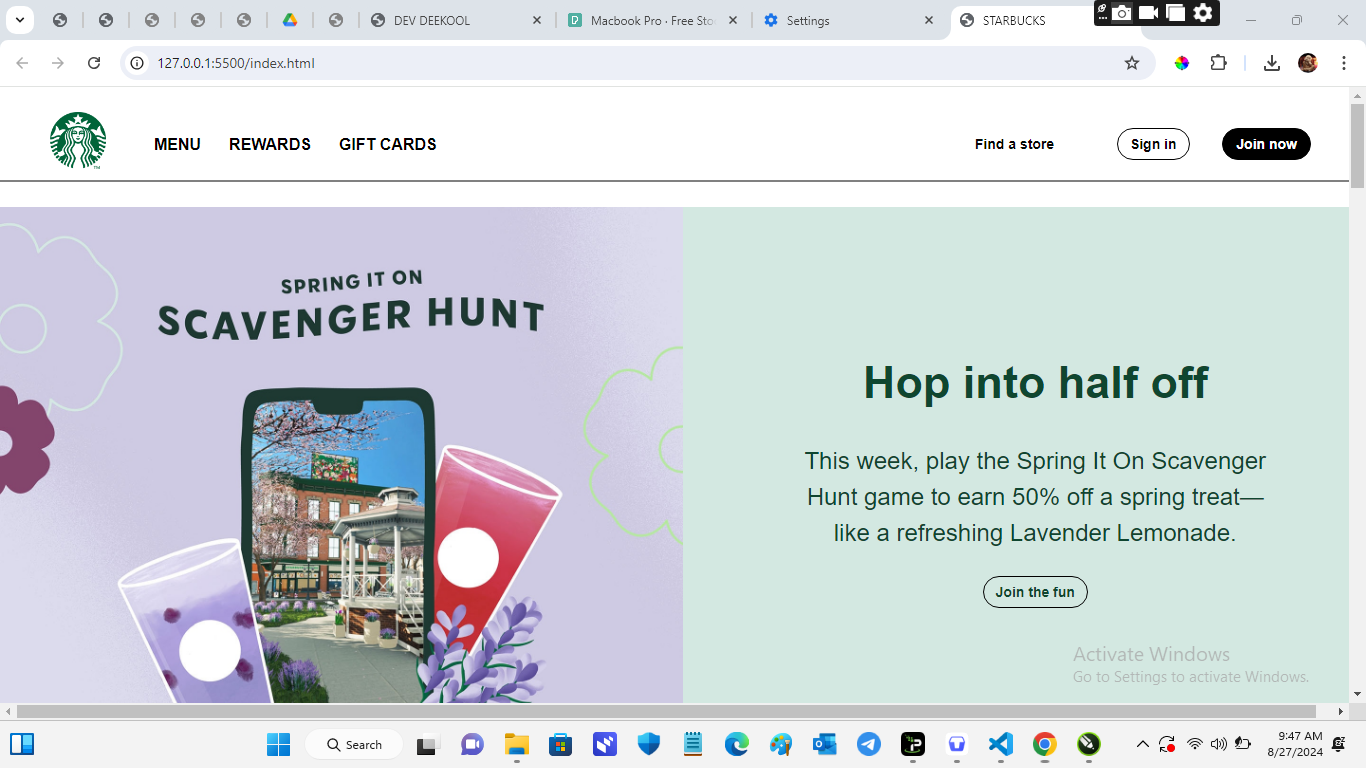 DEV DEEKOOL
Macbook Pro · Free Sto
Settings
STARBUCKS
127.0.0.1:5500/index.html
MENU
REWARDS
GIFT CARDS
Find a store
Sign in
Join now
SPRING IT ON
SCAVENGER HUNT
Hop into half off
This week, play the Spring It On Scavenger
Hunt game to earn 50% off a spring treat—
like a refreshing Lavender Lemonade.
Join the fun
Activate Windows
Go to Settings to activate Windows.
Search
9:47 AM
8/27/2024